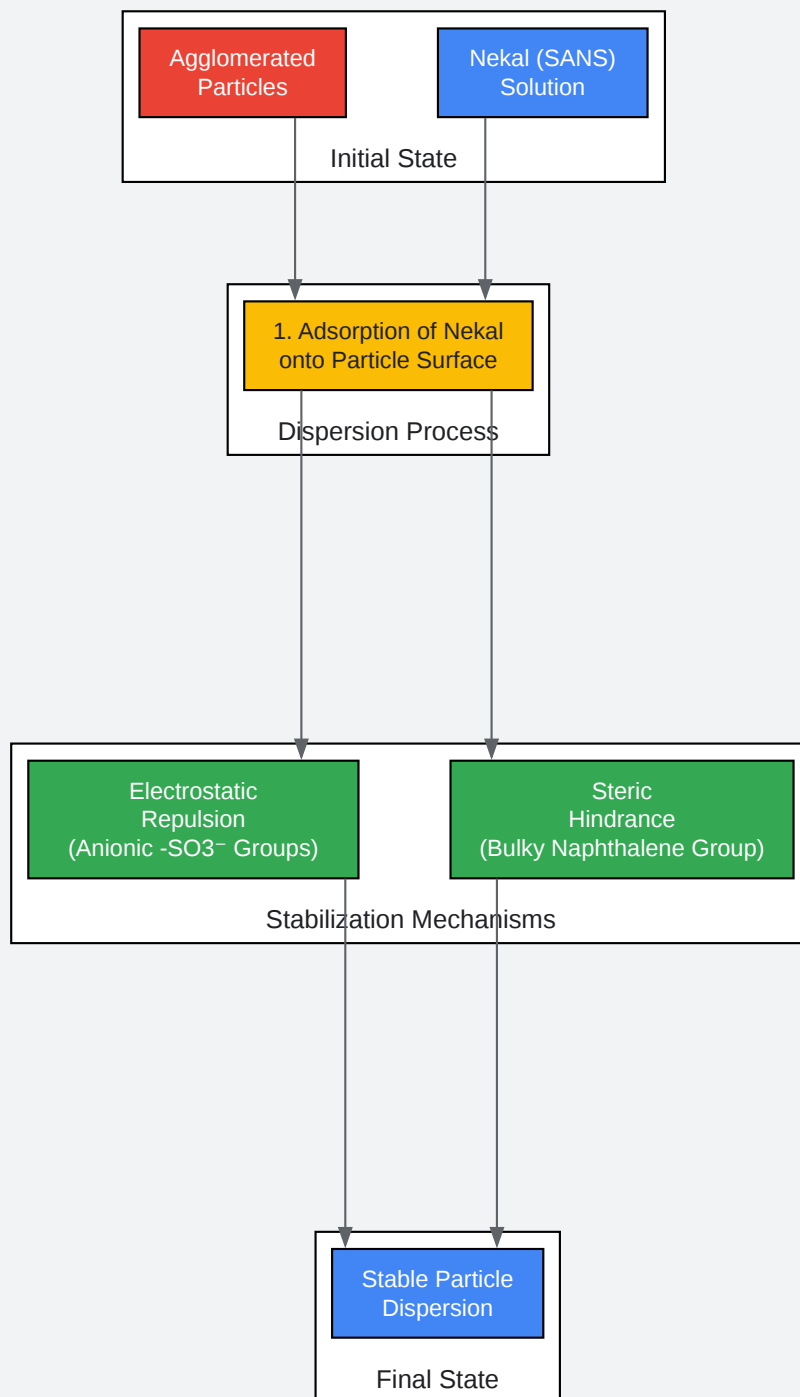 Agglomerated
Particles
Nekal (SANS)
Solution
Initial State
1. Adsorption of Nekal
onto Particle Surface
Dispersion Process
Electrostatic
Repulsion
(Anionic -SO3⁻ Groups)
Steric
Hindrance
(Bulky Naphthalene Group)
Stabilization Mechanisms
Stable Particle
Dispersion
Final State